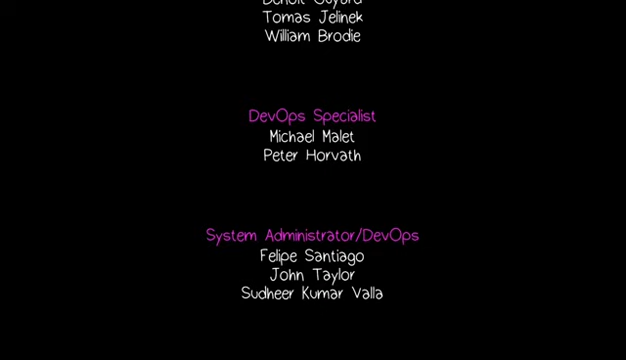 Tomas Jelinek
William Brodie
DevOps Specialist
Michael Malet
Peter Horvath
System Administrator/DevOps
Felipe Santiago
John Taylor
Sudheer Kumar Valla